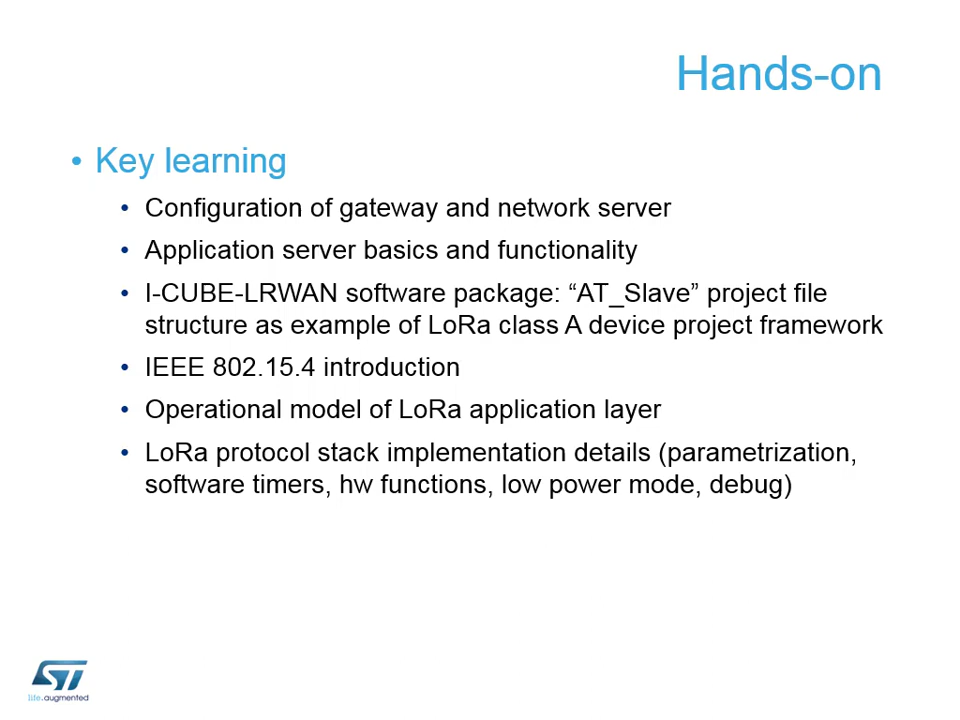 Hands-on
• Key learning
• Configuration of gateway and network server
• Application server basics and functionality
• I-CUBE-LRWAN software package: “AT_Slave” project file
structure as example of LoRa class A device project framework
• IEEE 802.15.4 introduction
• Operational model of LoRa application layer
• LoRa protocol stack implementation details (parametrization,
software timers, hw functions, low power mode, debug)
ST
life.augmented